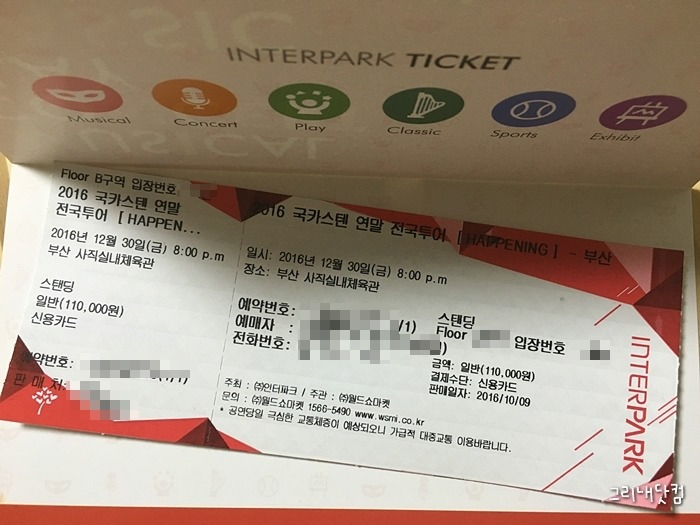 INTERPARK TICKET
Musical
Concert
Play
Classic
Sports
Exhibit
Floor B구역 입장번호
2016 국카스텐 연말
전국투어 [ HAPPEN...
2016년 12월 30일(금) 8:00 p.m
부산 사직실내체육관
스탠딩
일반(110,000원)
신용카드
예약번호:
/1)
판 매 처:
2016 국카스텐 연말 전국투어 [ HAPPENING ] - 부산
일시: 2016년 12월 30일(금) 8:00 p.m
장소: 부산 사직실내체육관
예약번호: /1)
예매자 :
전화번호:
스탠딩
Floor 입장번호
금액: 일반(110,000원)
결제수단: 신용카드
판매일자: 2016/10/09
주최 : (주)인터파크 / 주관 : (주)월드쇼마켓
문의 : (주)월드쇼마켓 1566-5490 www.wsmi.co.kr
* 공연당일 극심한 교통체증이 예상되오니 가급적 대중교통 이용바랍니다.
INTERPARK
그리내닷컴